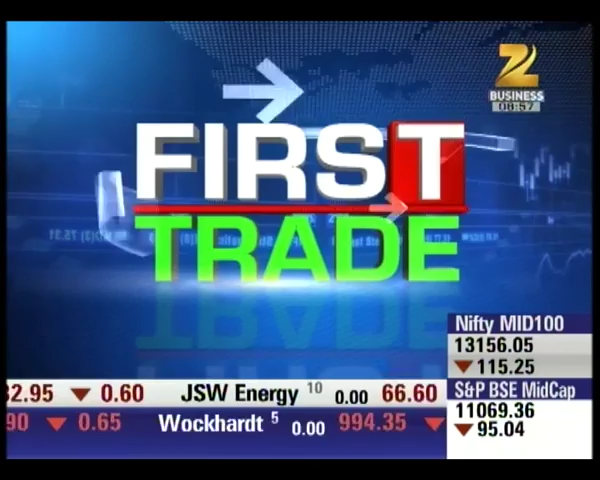 Z
BUSINESS
08:57
FIRST
TRADE
Nifty MID100
13156.05
▼ 115.25
S&P BSE MidCap
11069.36
▼ 95.04
32.95 ▼ 0.60 JSW Energy 10 0.00 66.60
90 ▼ 0.65 Wockhardt 5 0.00 994.35 ▼